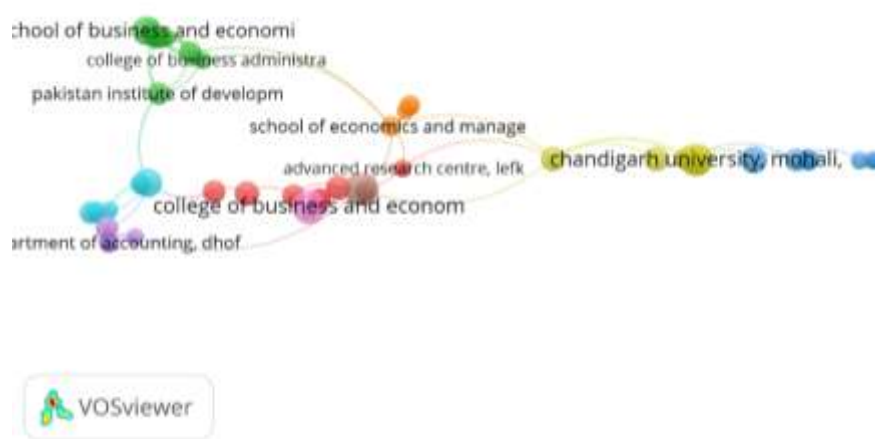 chool of business and economi
college of business administra
pakistan institute of developm
school of economics and manage
chandigarh university, mohali,
advanced research centre, lefk
college of business and econom
artment of accounting, dhof
VOSviewer